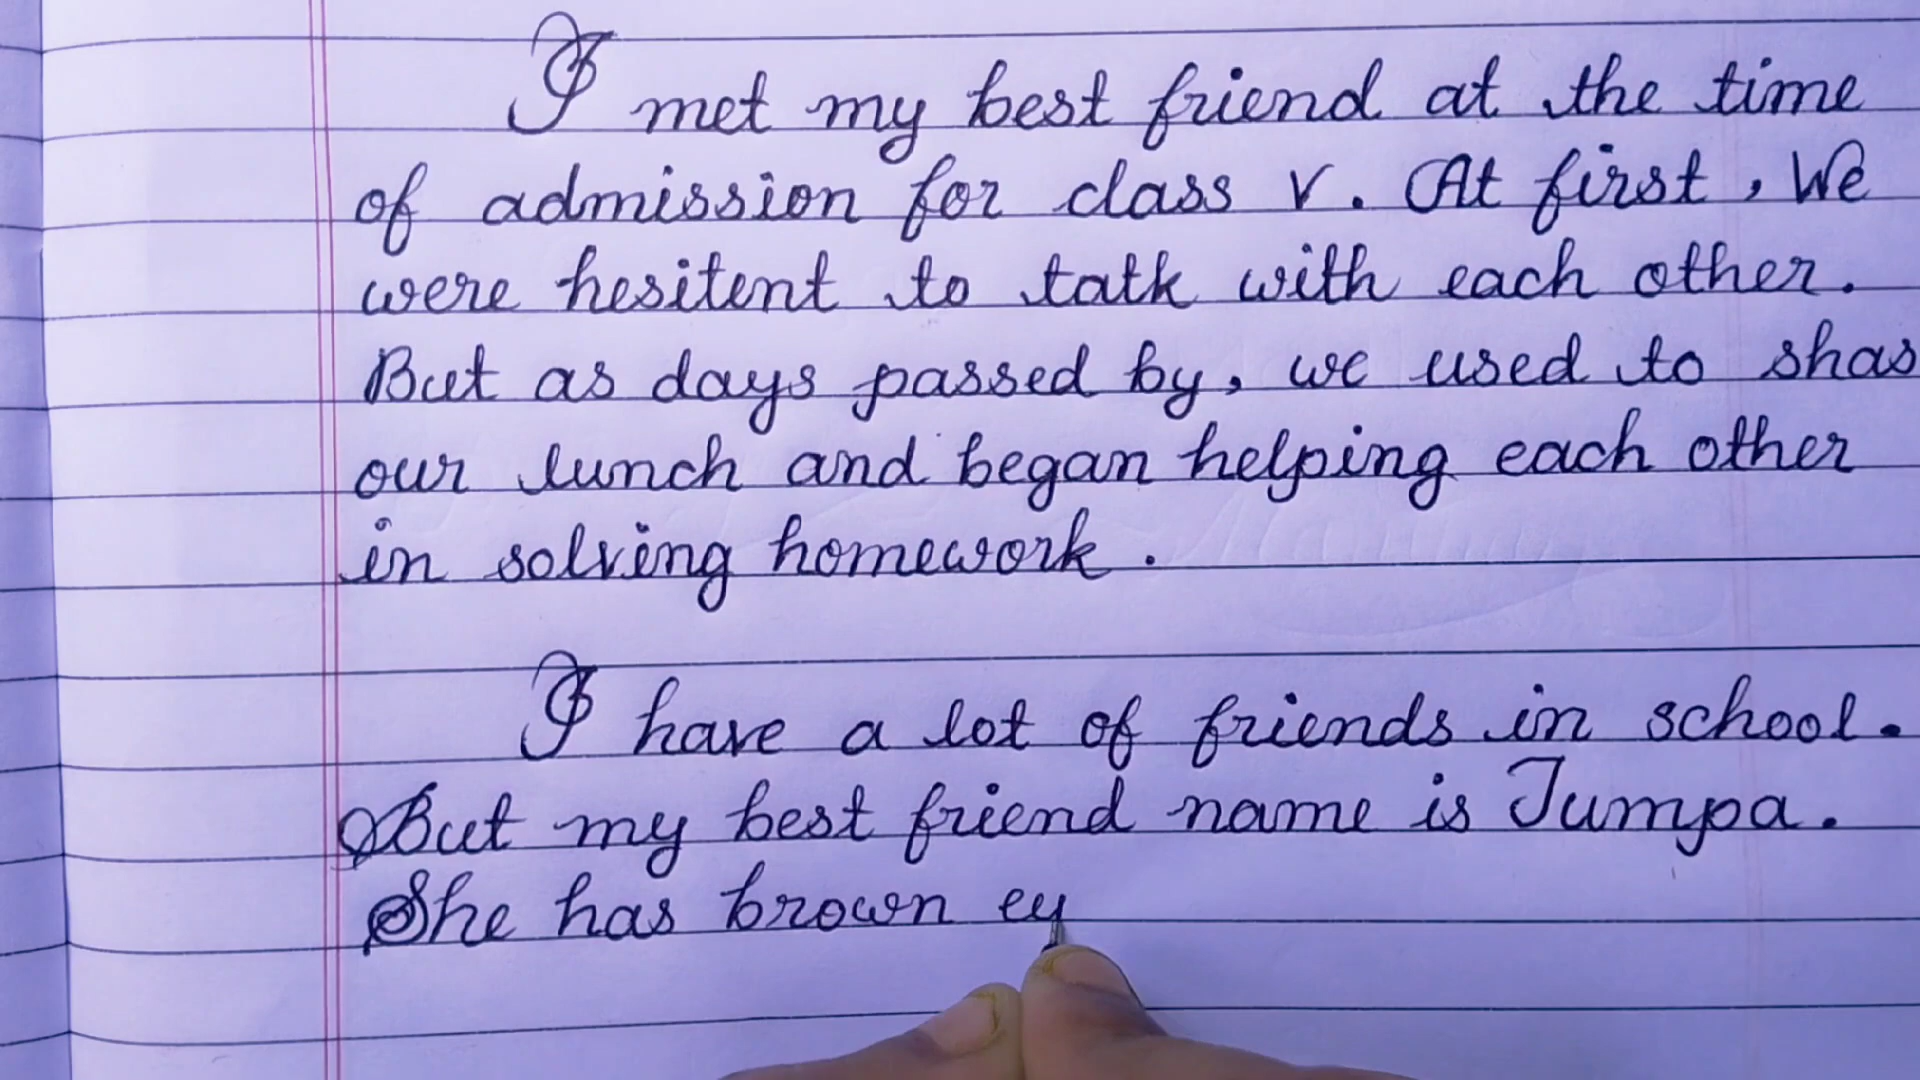 I met my best friend at the time
of admission for class V. At first, We
were hesitent to talk with each other.
But as days passed by, we used to shas
our lunch and began helping each other
in solving homework.
I have a lot of friends in school.
But my best friend name is Jumpa.
She has brown ey